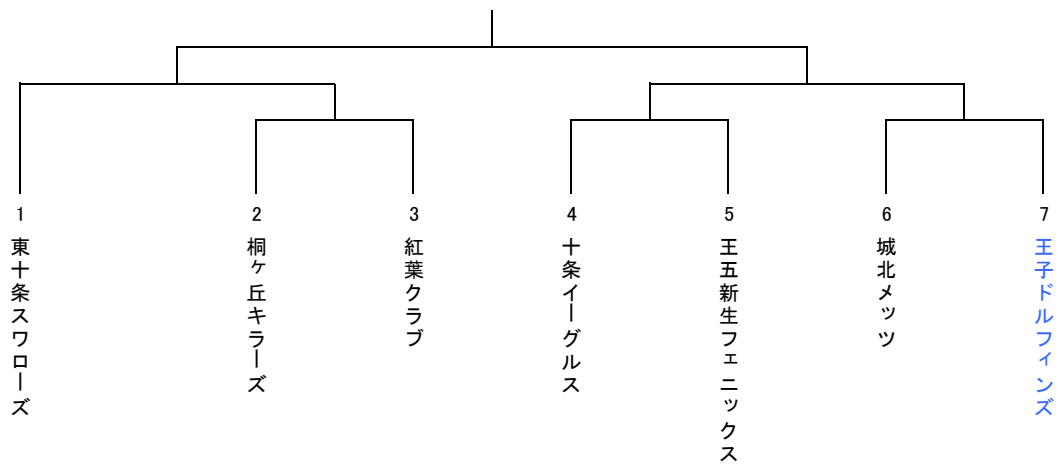 1
東十条スワローズ
2
桐ヶ丘キラーズ
3
紅葉クラブ
4
十条イーグルス
5
王五新生フェニックス
6
城北メッツ
7
王子ドルフィンズ